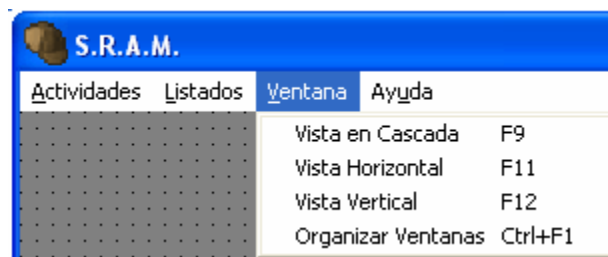 S.R.A.M.
Actividades Listados Ventana Ayuda
Vista en Cascada F9
Vista Horizontal F11
Vista Vertical F12
Organizar Ventanas Ctrl+F1